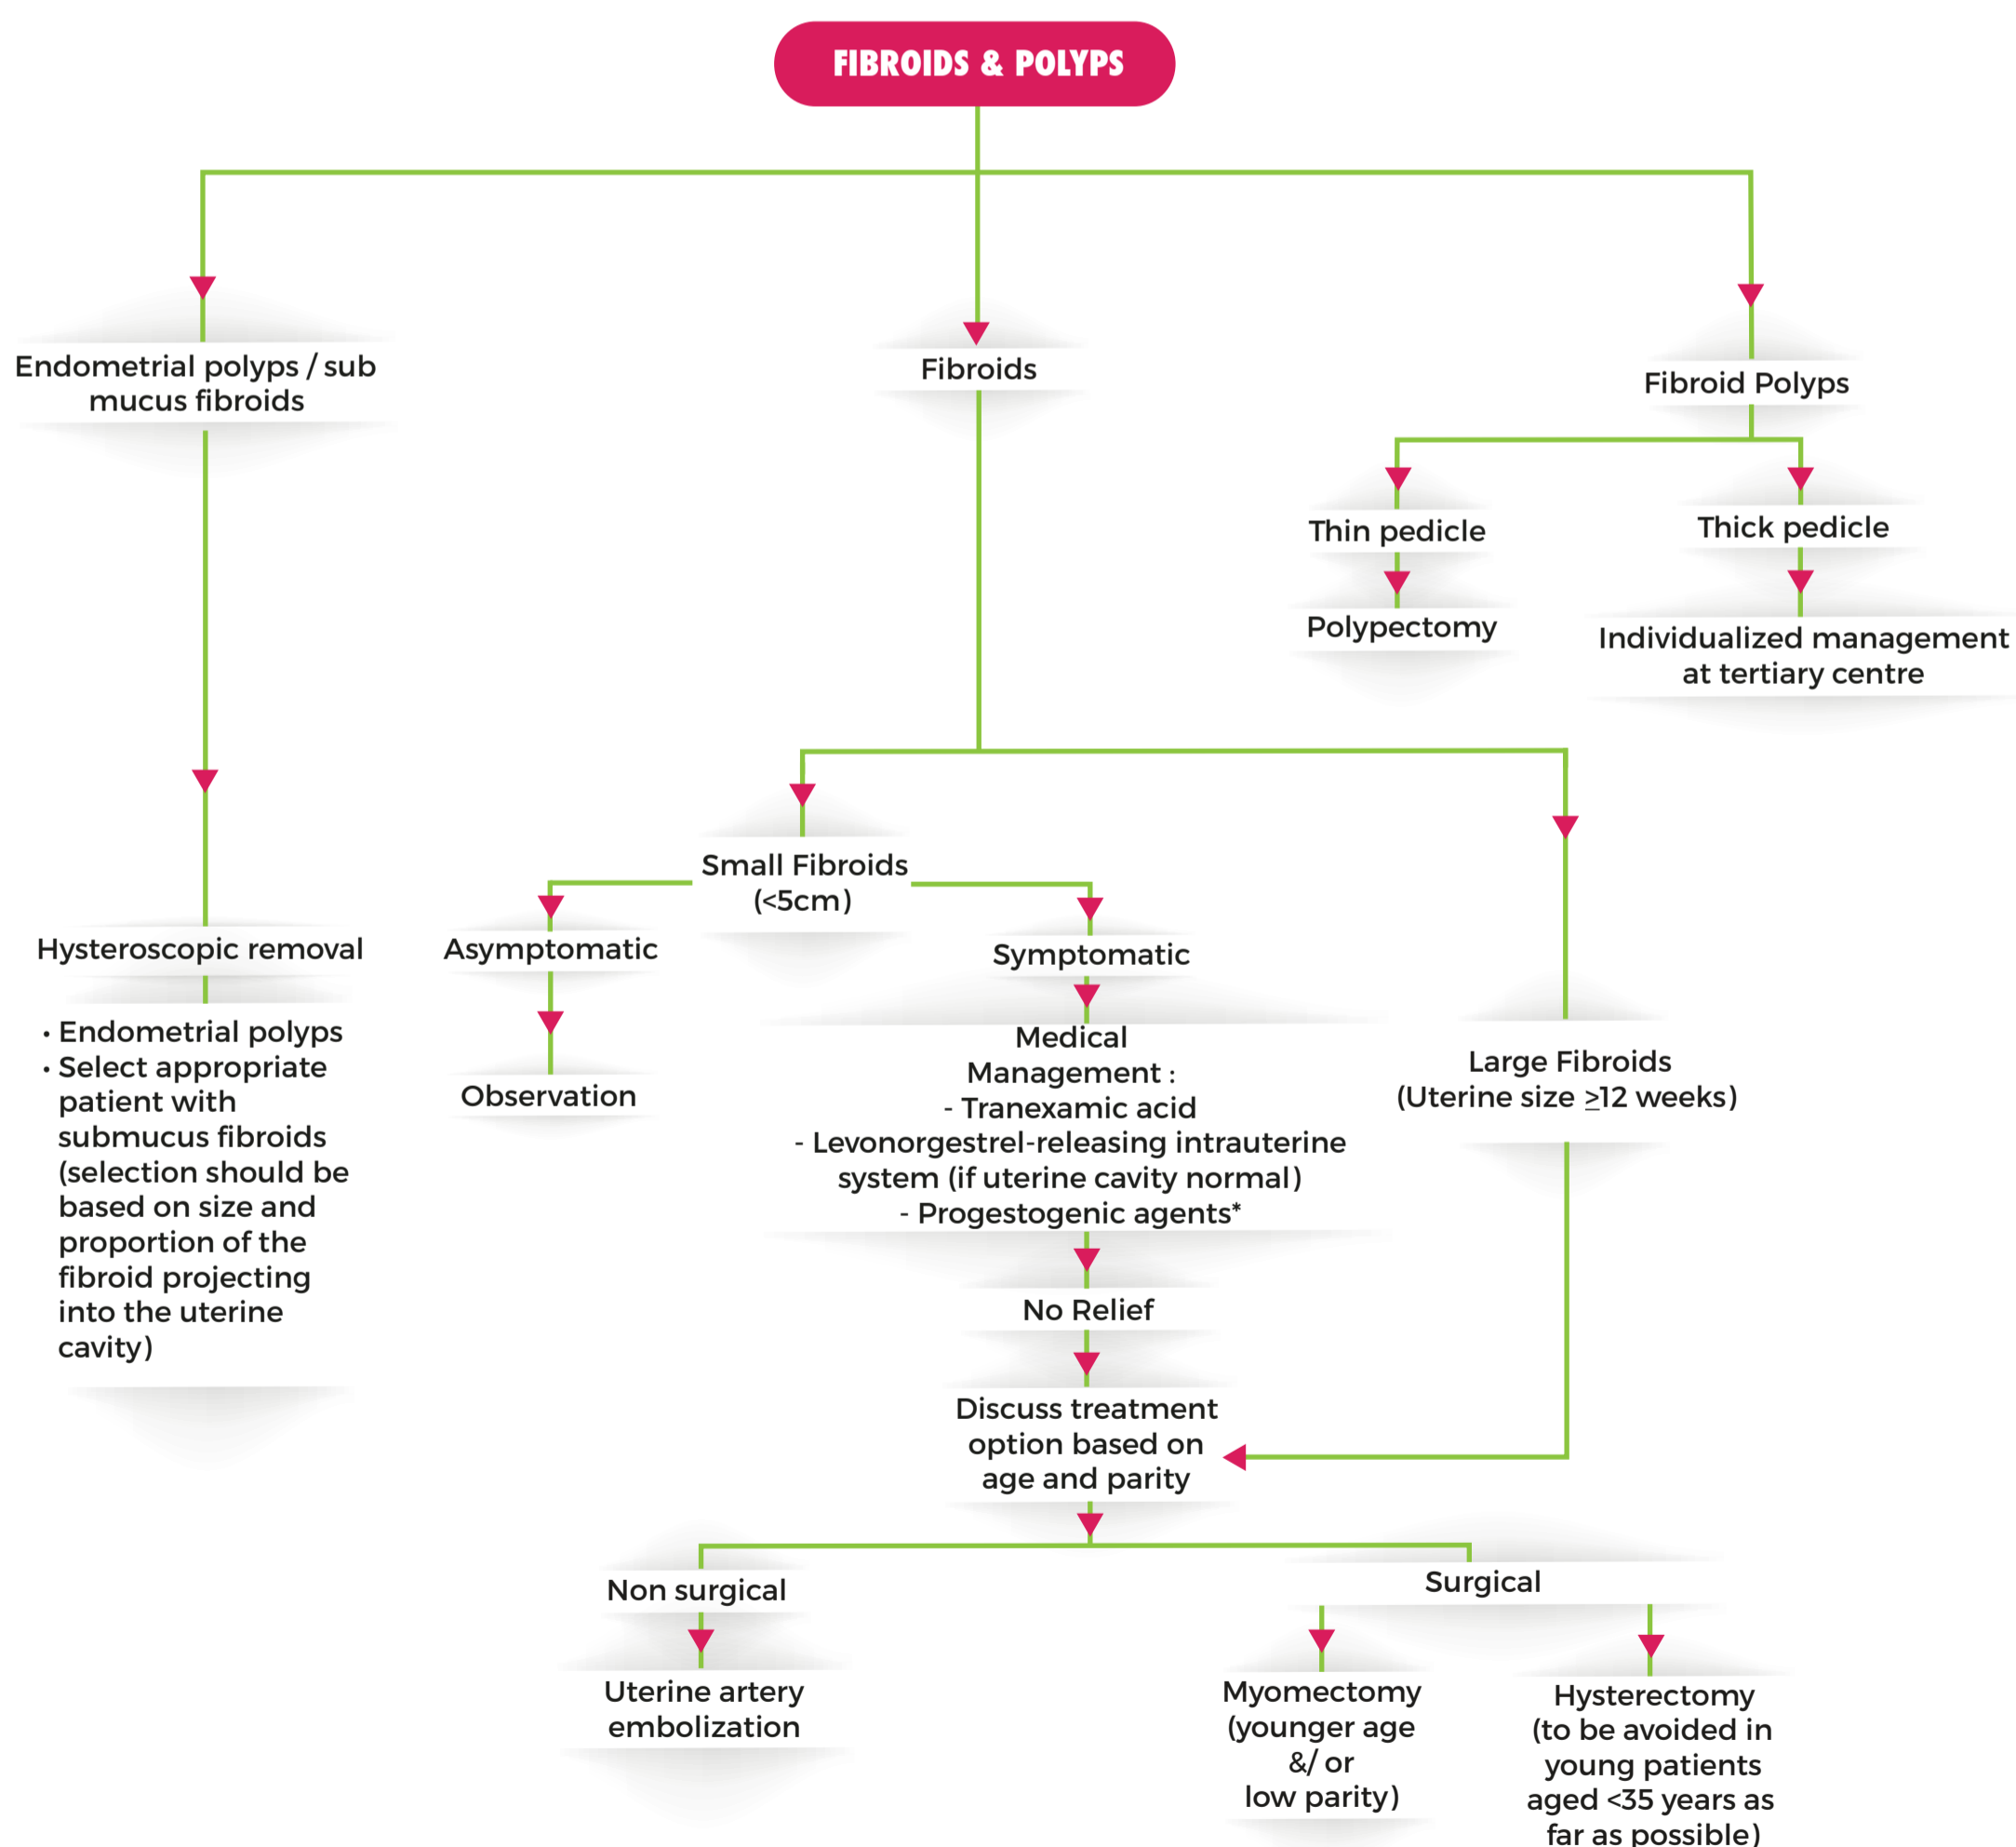 FIBROIDS & POLYPS
Endometrial polyps / sub
mucus fibroids
Fibroids
Fibroid Polyps
Thin pedicle
Thick pedicle
Polypectomy
Individualized management
at tertiary centre
Small Fibroids
(<5cm)
Hysteroscopic removal
Asymptomatic
Symptomatic
• Endometrial polyps
• Select appropriate
patient with
submucus fibroids
(selection should be
based on size and
proportion of the
fibroid projecting
into the uterine
cavity)
Observation
Medical
Management :
- Tranexamic acid
- Levonorgestrel-releasing intrauterine
system (if uterine cavity normal)
- Progestogenic agents*
Large Fibroids
(Uterine size ≥12 weeks)
No Relief
Discuss treatment
option based on
age and parity
Non surgical
Surgical
Uterine artery
embolization
Myomectomy
(younger age
&/ or
low parity)
Hysterectomy
(to be avoided in
young patients
aged <35 years as
far as possible)